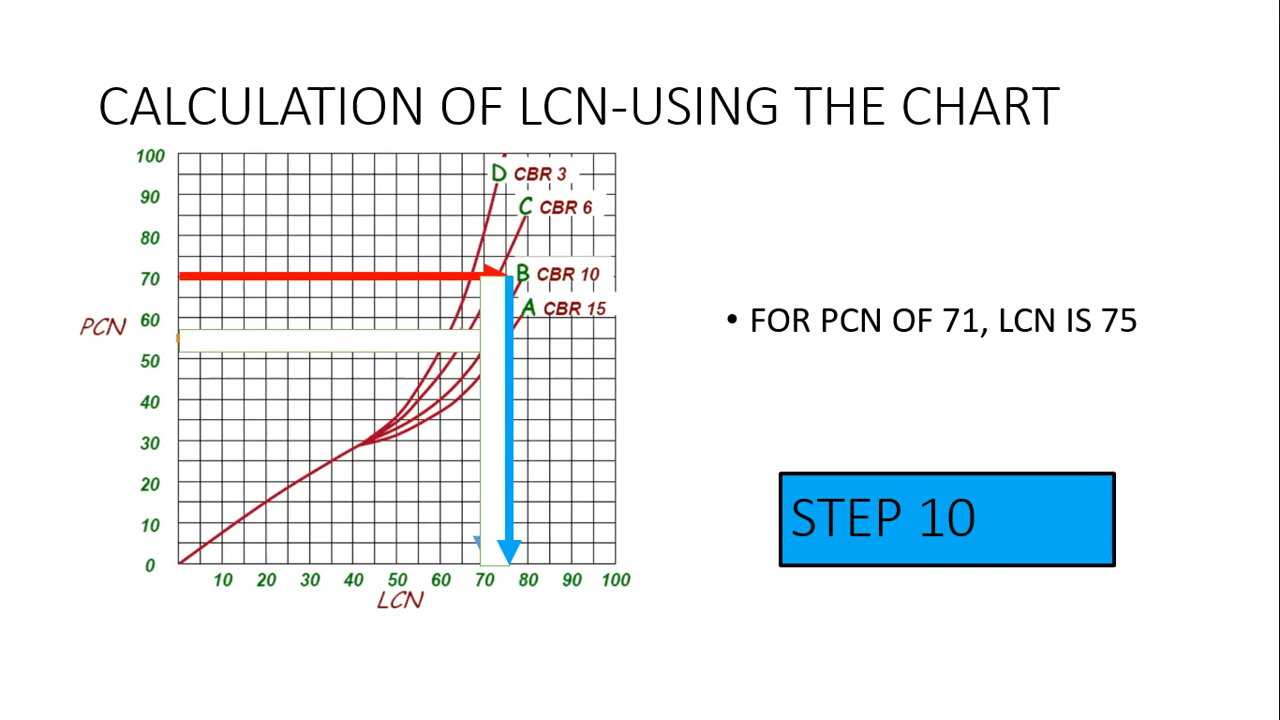 CALCULATION OF LCN-USING THE CHART
100
90
80
70
60
50
40
30
20
10
0
PCN
D CBR 3
C CBR 6
B CBR 10
A CBR 15
10 20 30 40 50 60 70 80 90 100
LCN
• FOR PCN OF 71, LCN IS 75
STEP 10